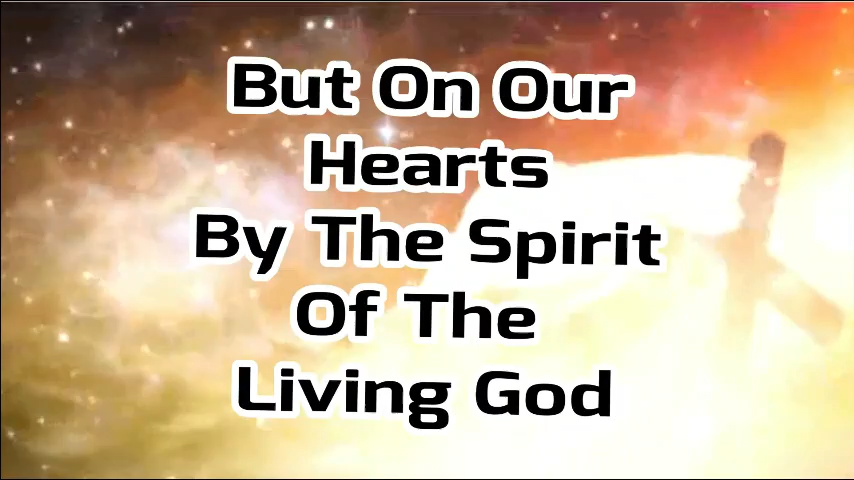 But On Our
Hearts
By The Spirit
Of The
Living God